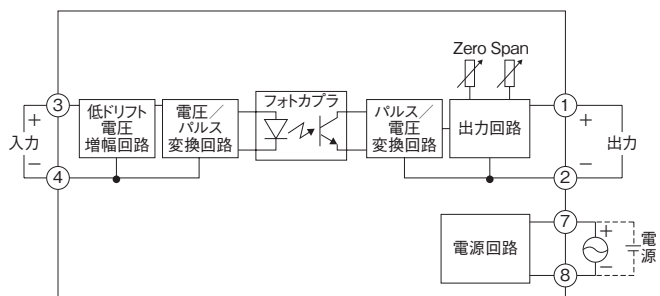 Zero Span
3
低ドリフト
電圧
増幅回路
電圧／
パルス
変換回路
フォトカプラ
パルス／
電圧
変換回路
出力回路
1
+
入力
−
+
出力
−
4
2
電源回路
7
+
−
電源
8